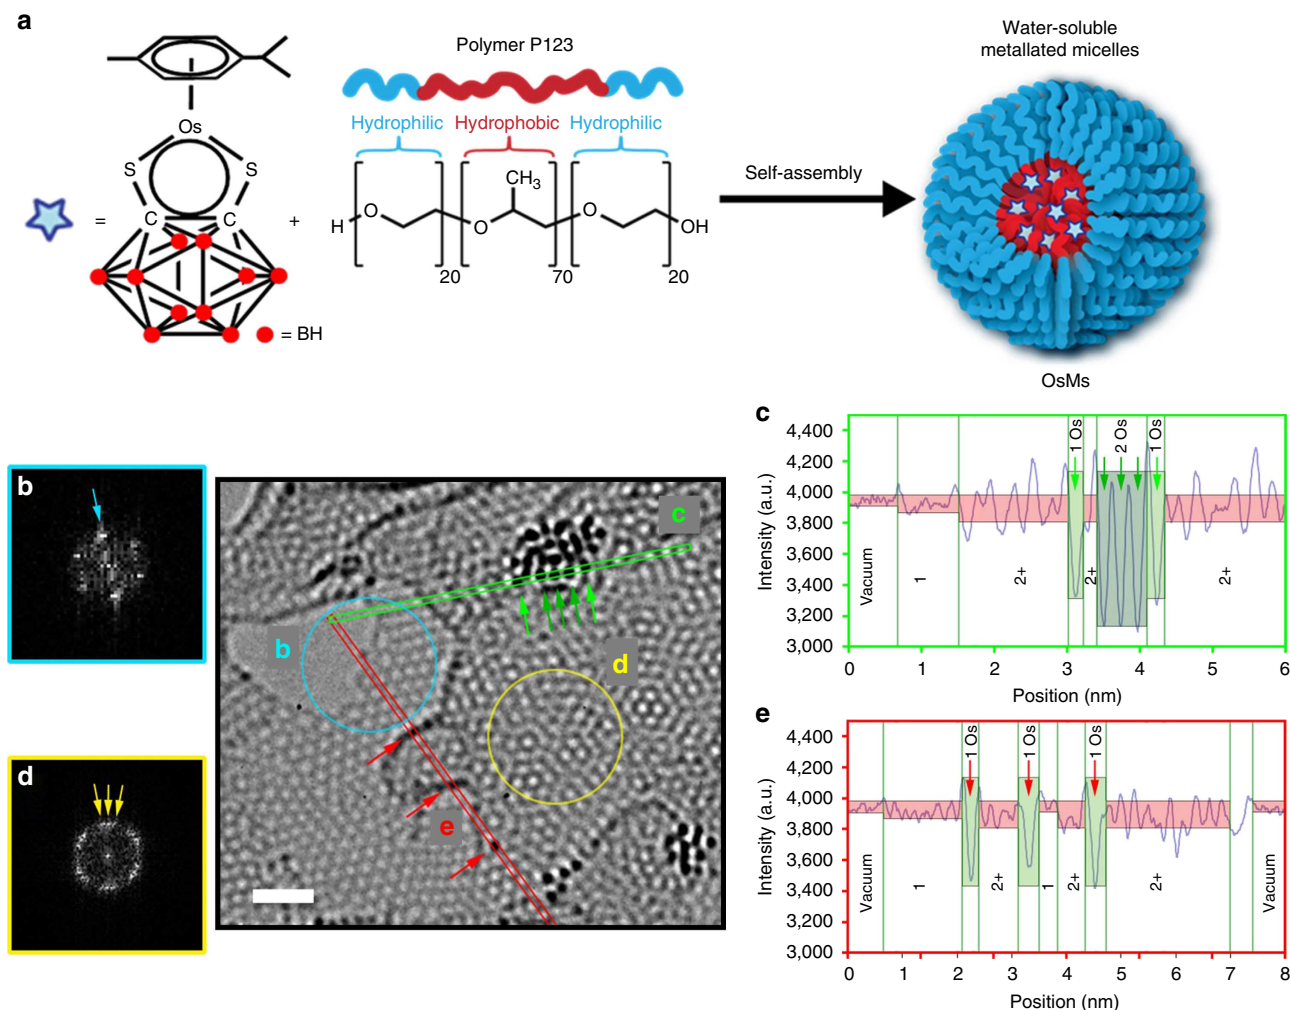 a
Water-soluble
metallated micelles
Polymer P123
Hydrophilic Hydrophobic Hydrophilic
Os
S S
C C
= + H O CH3 O O OH
20 70 20
= BH
Self-assembly
OsMs
b
d
b
c
d
e
c
Intensity (a.u.)
4,400
4,200
4,000
3,800
3,600
3,400
3,200
3,000
Vacuum 1 2+ 1 Os 2+ 2 Os 1 Os 2+
0 1 2 3 4 5 6
Position (nm)
e
Intensity (a.u.)
4,400
4,200
4,000
3,800
3,600
3,400
3,200
3,000
Vacuum 1 1 Os 2+ 1 Os 1 2+ 1 Os 2+ Vacuum
0 1 2 3 4 5 6 7 8
Position (nm)